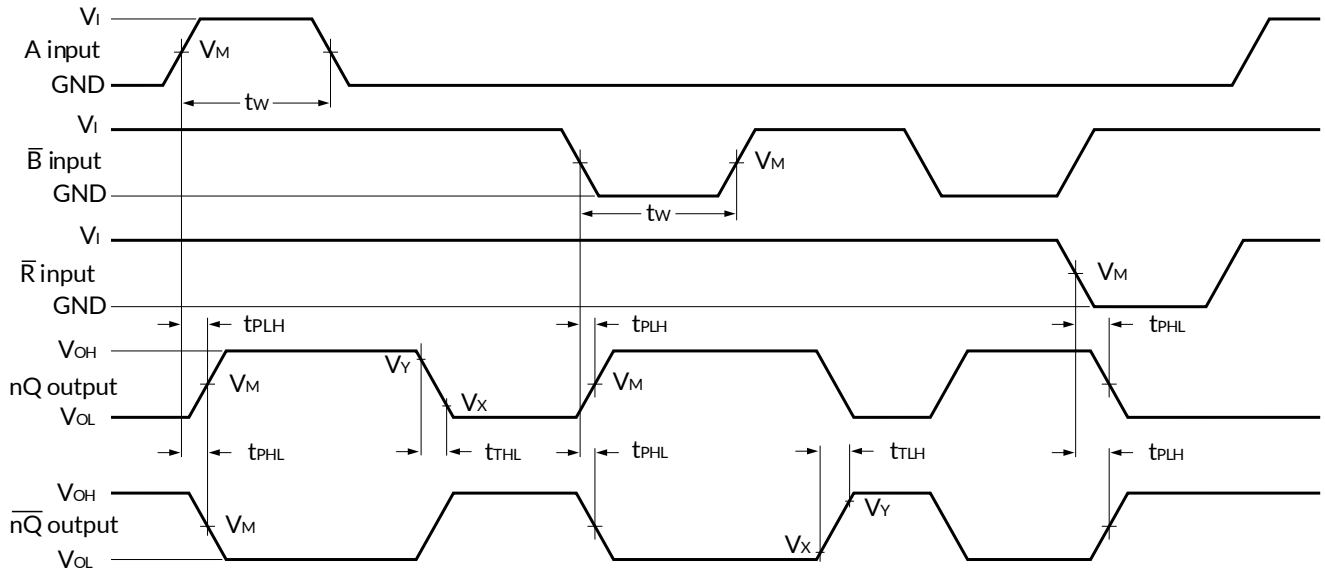 VI
A input
VM
GND
tw
VI
B̅ input
VM
GND
tw
VI
R̅ input
VM
GND
tPLH
tPLH
tPHL
VOH
VY
nQ output
VM
VX
VM
VOL
tPHL
tTHL
tPHL
tTLH
tPLH
VOH
n̅Q̅ output
VM
VY
VX
VOL